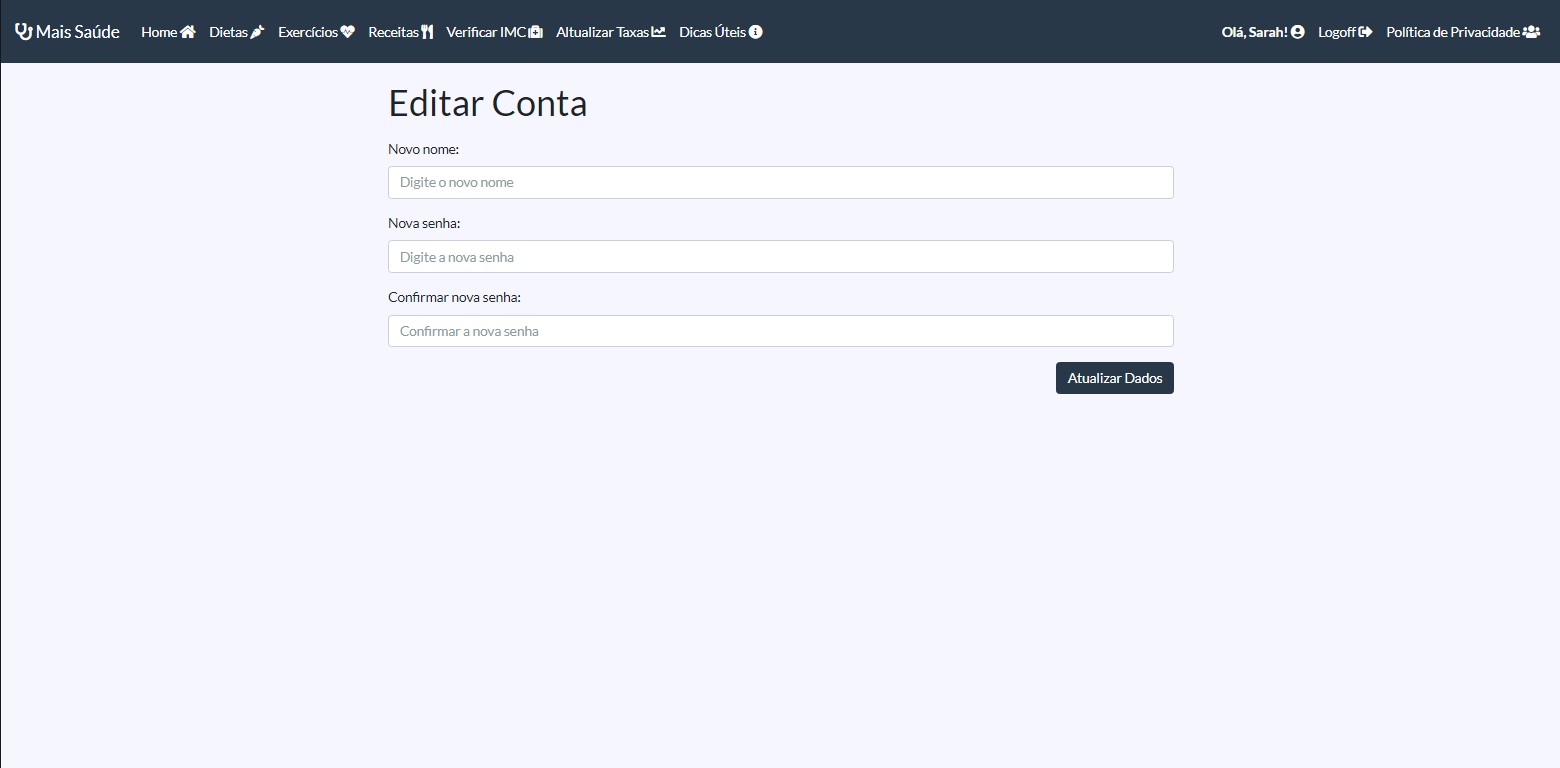 Mais Saúde Home Dietas Exercícios Receitas Verificar IMC Altualizar Taxas Dicas Úteis Olá, Sarah! Logoff Política de Privacidade
Editar Conta
Novo nome:
Digite o novo nome
Nova senha:
Digite a nova senha
Confirmar nova senha:
Confirmar a nova senha
Atualizar Dados